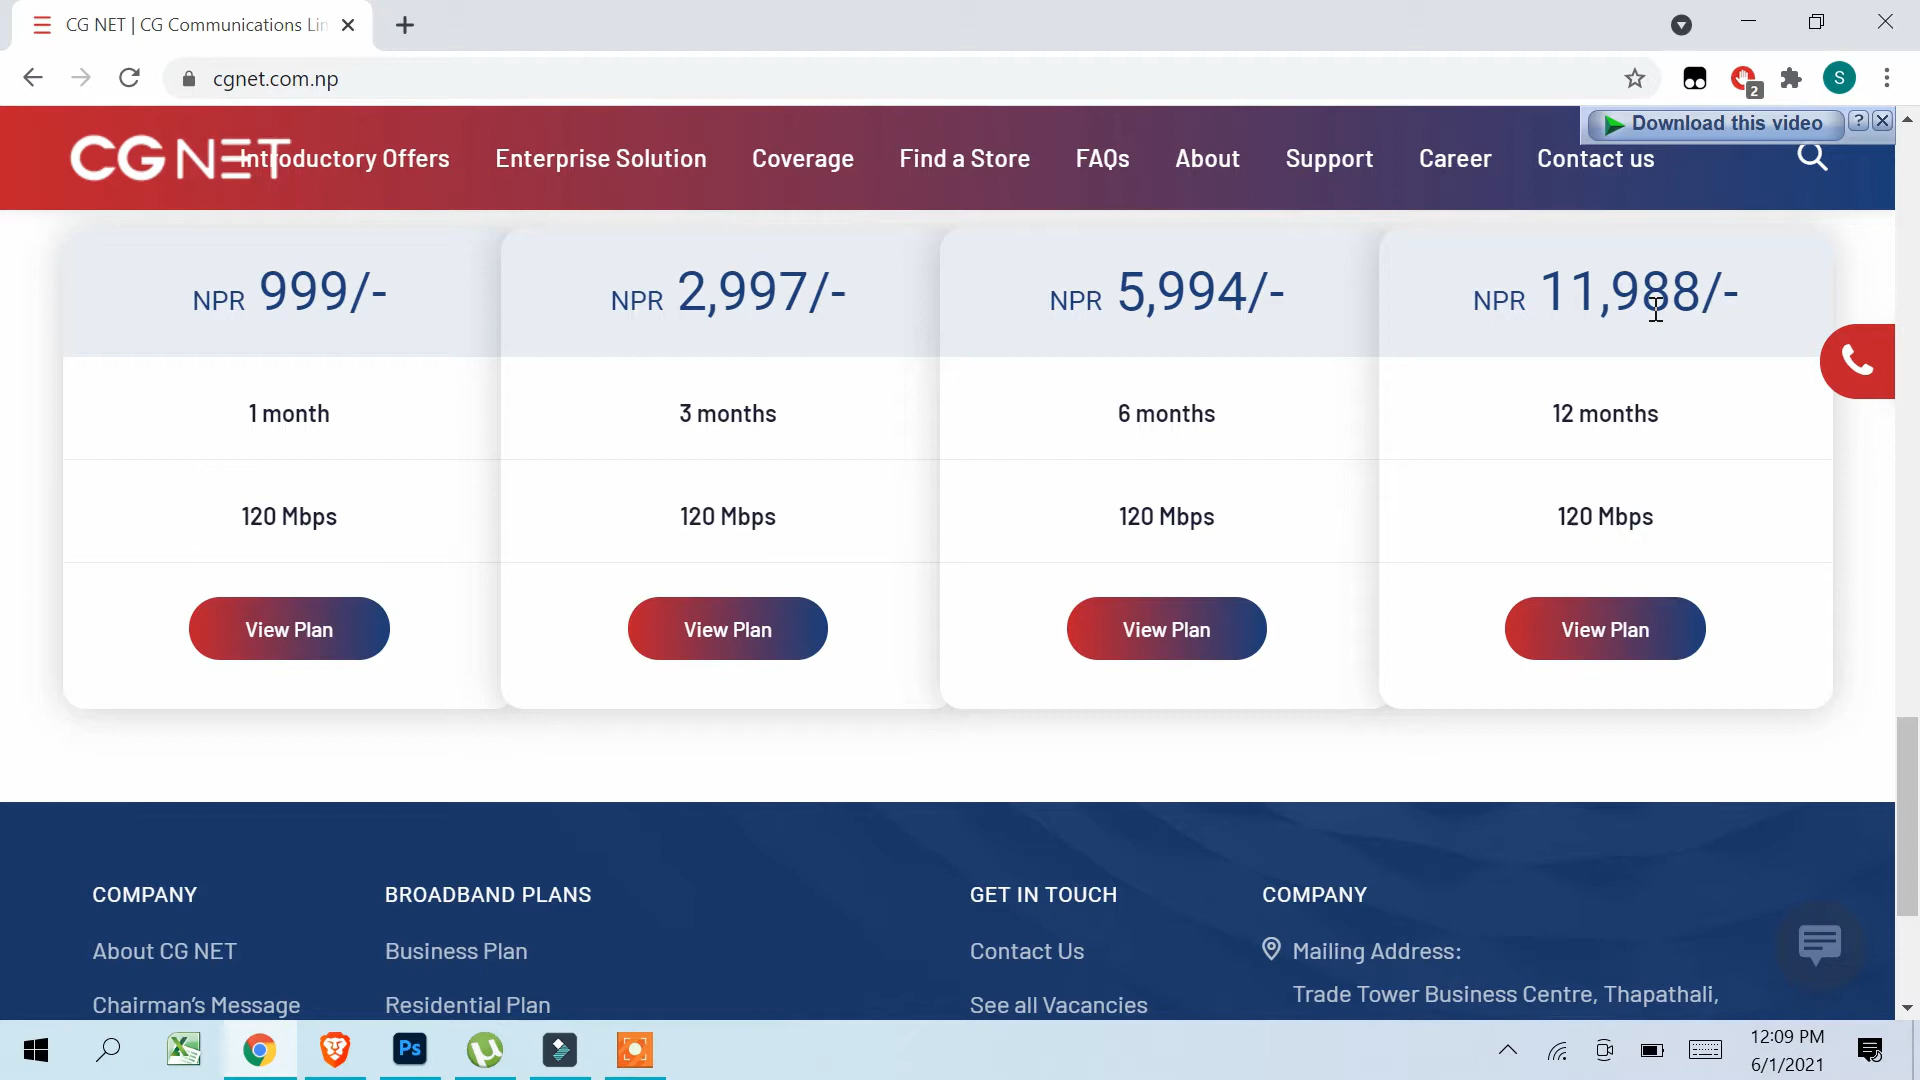 CG NET | CG Communications Lin
cgnet.com.np
S
2
Download this video
?
CG NET
Introductory Offers
Enterprise Solution
Coverage
Find a Store
FAQs
About
Support
Career
Contact us
NPR 999/-
NPR 2,997/-
NPR 5,994/-
NPR 11,988/-
1 month
3 months
6 months
12 months
120 Mbps
120 Mbps
120 Mbps
120 Mbps
View Plan
View Plan
View Plan
View Plan
COMPANY
BROADBAND PLANS
GET IN TOUCH
COMPANY
About CG NET
Business Plan
Contact Us
Mailing Address:
Chairman's Message
Residential Plan
See all Vacancies
Trade Tower Business Centre, Thapathali,
Ps
12:09 PM
6/1/2021